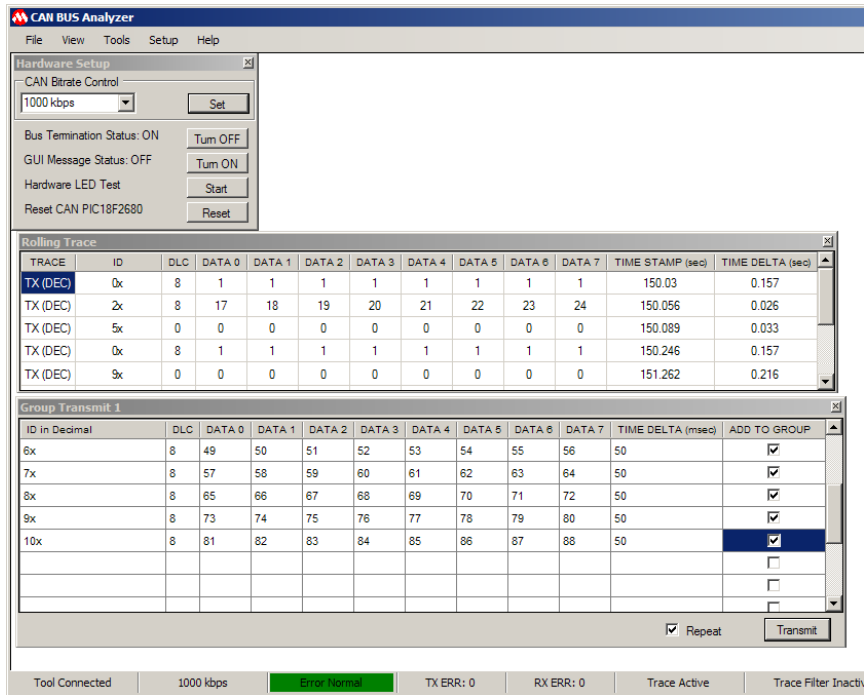 CAN BUS Analyzer
File View Tools Setup Help
Hardware Setup
CAN Bitrate Control
1000 kbps Set
Bus Termination Status: ON Turn OFF
GUI Message Status: OFF Turn ON
Hardware LED Test Start
Reset CAN PIC18F2680 Reset
Rolling Trace
TRACE ID DLC DATA 0 DATA 1 DATA 2 DATA 3 DATA 4 DATA 5 DATA 6 DATA 7 TIME STAMP (sec) TIME DELTA (sec)
TX (DEC) 0x 8 1 1 1 1 1 1 1 1 150.03 0.157
TX (DEC) 2x 8 17 18 19 20 21 22 23 24 150.056 0.026
TX (DEC) 5x 0 0 0 0 0 0 0 0 0 150.089 0.033
TX (DEC) 0x 8 1 1 1 1 1 1 1 1 150.246 0.157
TX (DEC) 9x 0 0 0 0 0 0 0 0 0 151.262 0.216
Group Transmit 1
ID in Decimal DLC DATA 0 DATA 1 DATA 2 DATA 3 DATA 4 DATA 5 DATA 6 DATA 7 TIME DELTA (msec) ADD TO GROUP
6x 8 49 50 51 52 53 54 55 56 50
7x 8 57 58 59 60 61 62 63 64 50
8x 8 65 66 67 68 69 70 71 72 50
9x 8 73 74 75 76 77 78 79 80 50
10x 8 81 82 83 84 85 86 87 88 50
Repeat Transmit
Tool Connected 1000 kbps Error Normal TX ERR: 0 RX ERR: 0 Trace Active Trace Filter Inactiv